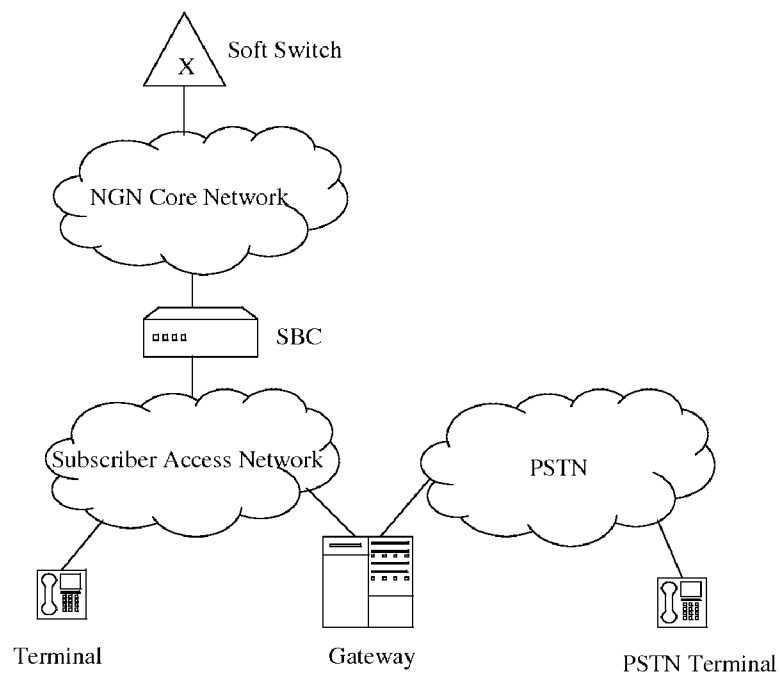 Soft Switch
X
NGN Core Network
SBC
Subscriber Access Network
PSTN
Terminal
Gateway
PSTN Terminal